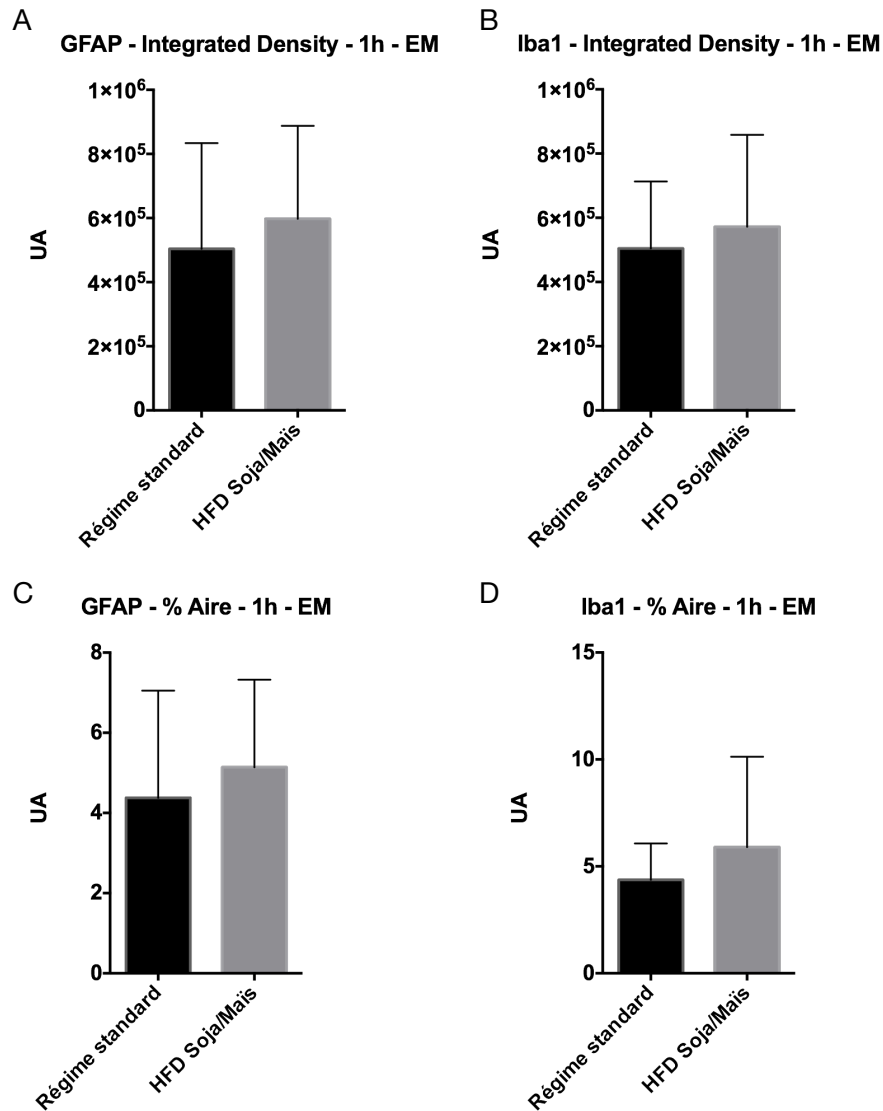 A
GFAP - Integrated Density - 1h - EM
1×10⁶
8×10⁵
6×10⁵
4×10⁵
2×10⁵
0
UA
Régime standard
HFD Soja/Maïs
B
Iba1 - Integrated Density - 1h - EM
1×10⁶
8×10⁵
6×10⁵
4×10⁵
2×10⁵
0
UA
Régime standard
HFD Soja/Maïs
C
GFAP - % Aire - 1h - EM
8
6
4
2
0
UA
Régime standard
HFD Soja/Maïs
D
Iba1 - % Aire - 1h - EM
15
10
5
0
UA
Régime standard
HFD Soja/Maïs